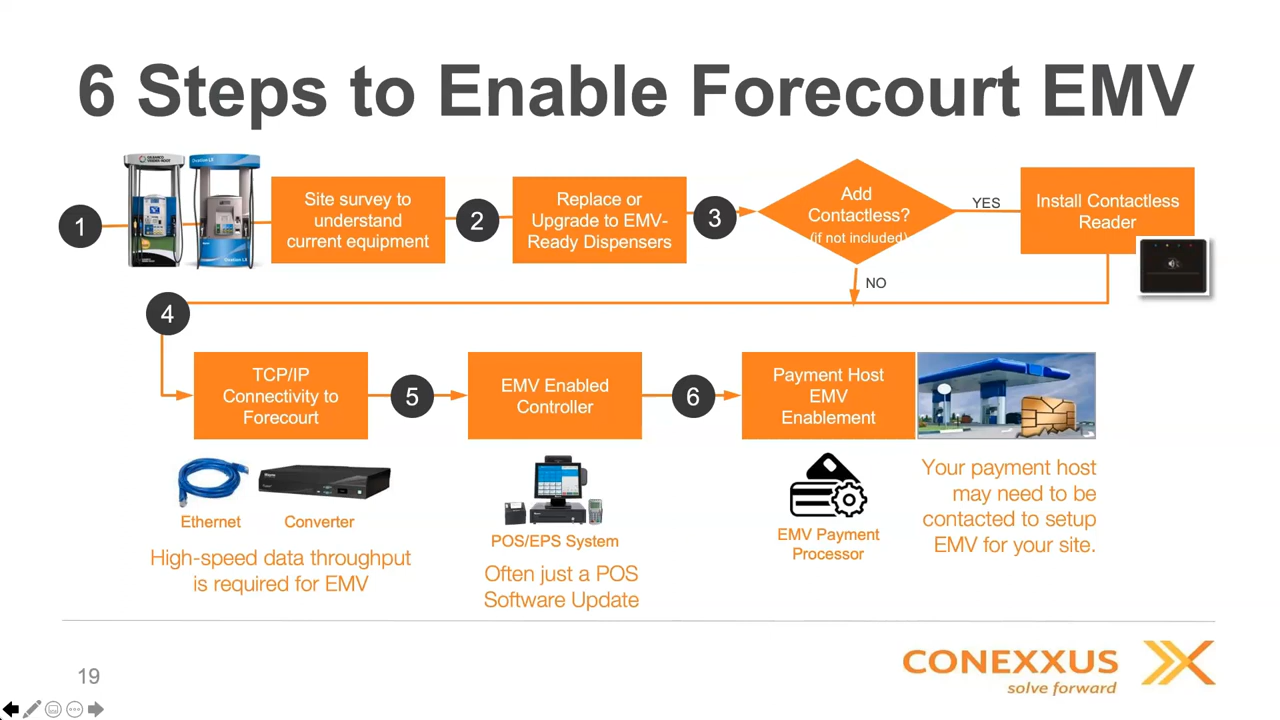 6 Steps to Enable Forecourt EMV
1
Ovation LX
Site survey to
understand
current equipment
2
Replace or
Upgrade to EMV-
Ready Dispensers
3
Add
Contactless?
(if not included)
YES
Install Contactless
Reader
NO
4
TCP/IP
Connectivity to
Forecourt
5
EMV Enabled
Controller
6
Payment Host
EMV
Enablement
Ethernet
Converter
High-speed data throughput
is required for EMV
POS/EPS System
Often just a POS
Software Update
EMV Payment
Processor
Your payment host
may need to be
contacted to setup
EMV for your site.
19
CONEXXUS
solve forward